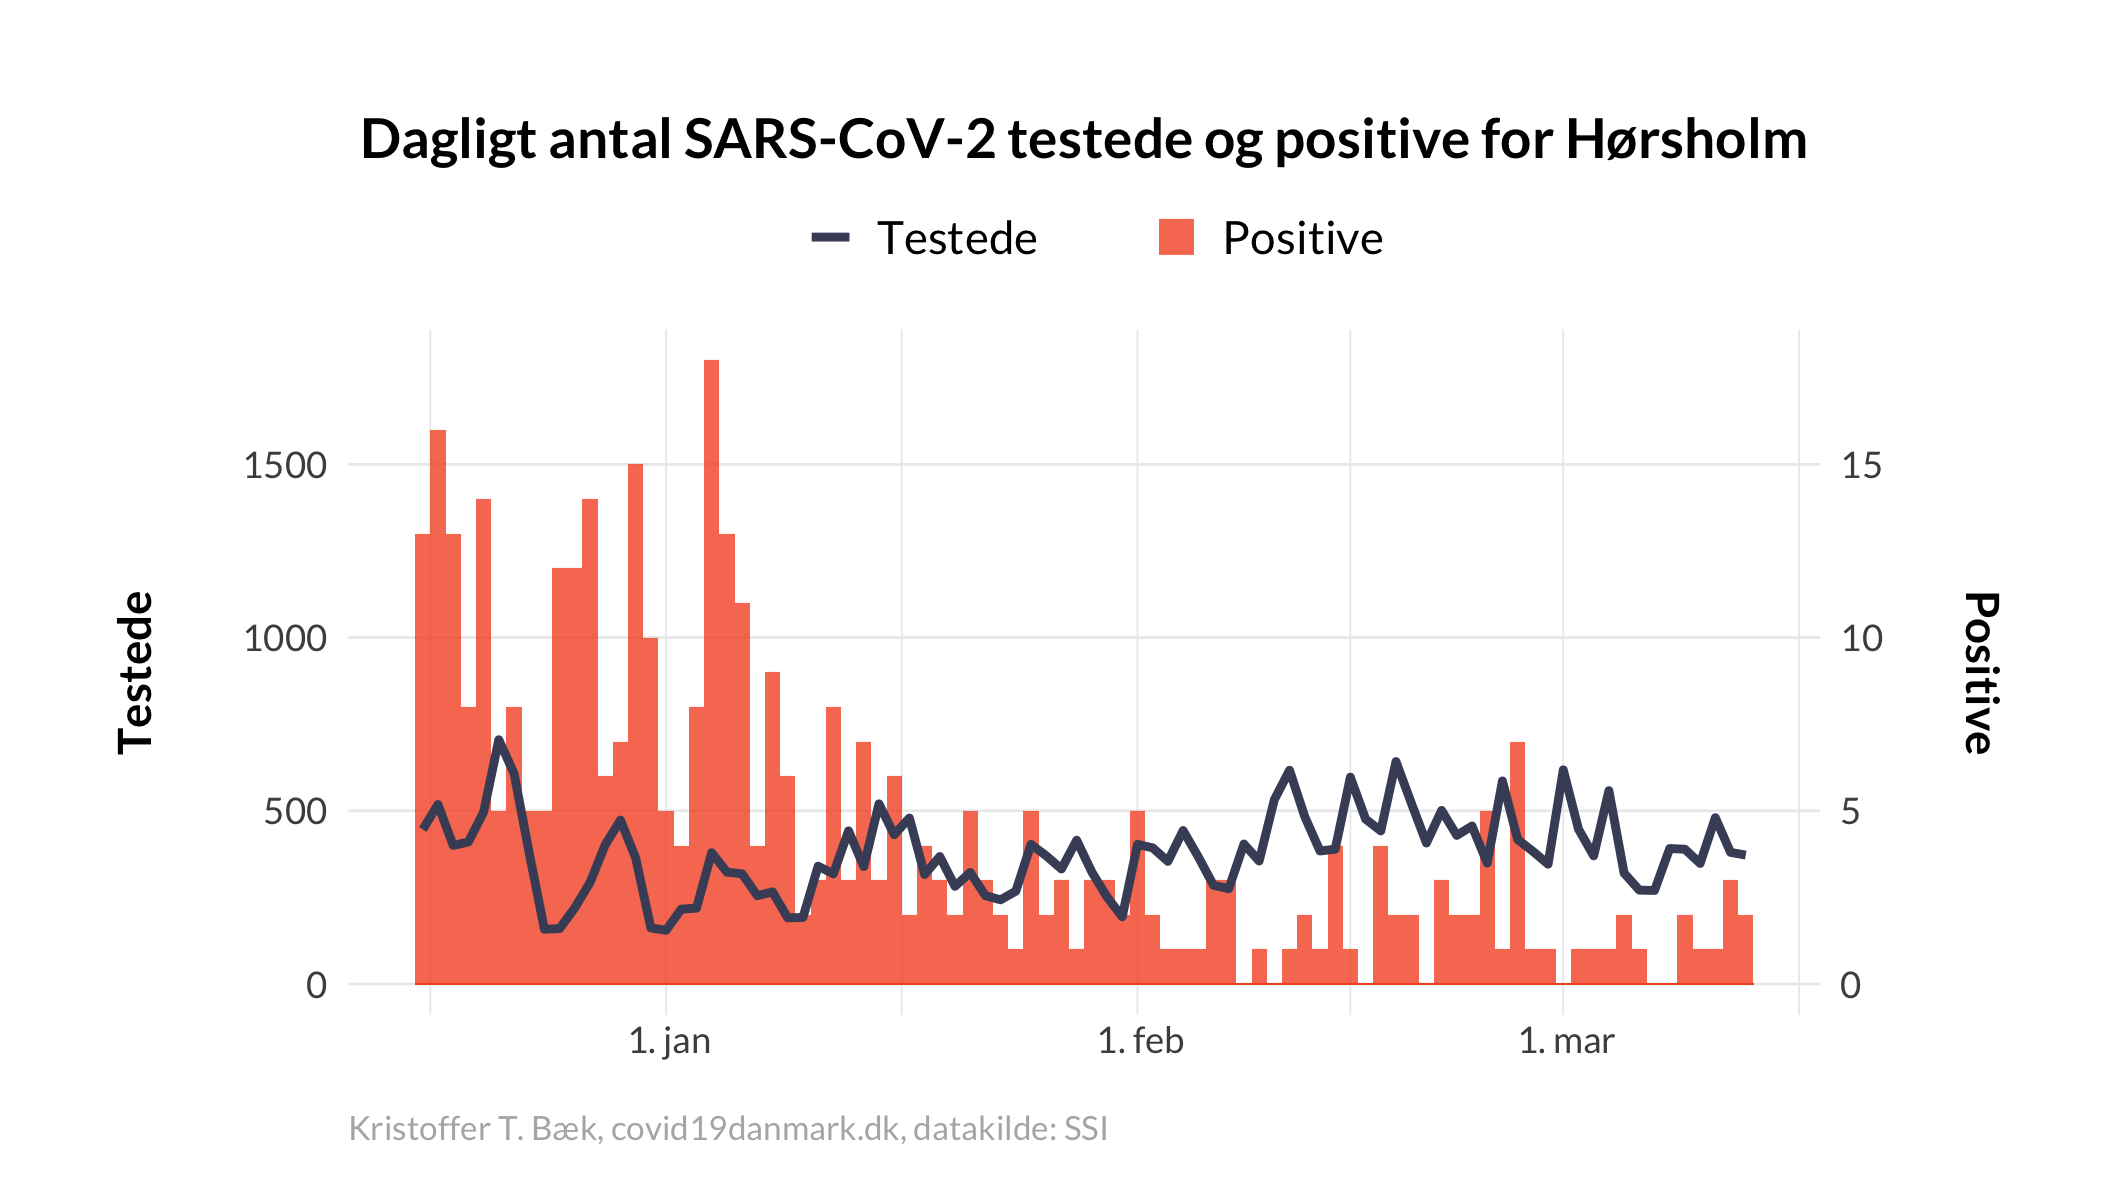 Dagligt antal SARS-CoV-2 testede og positive for Hørsholm
Testede Positive
1500 15
1000 10
500 5
0 0
Testede
Positive
1. jan 1. feb 1. mar
Kristoffer T. Bæk, covid19danmark.dk, datakilde: SSI